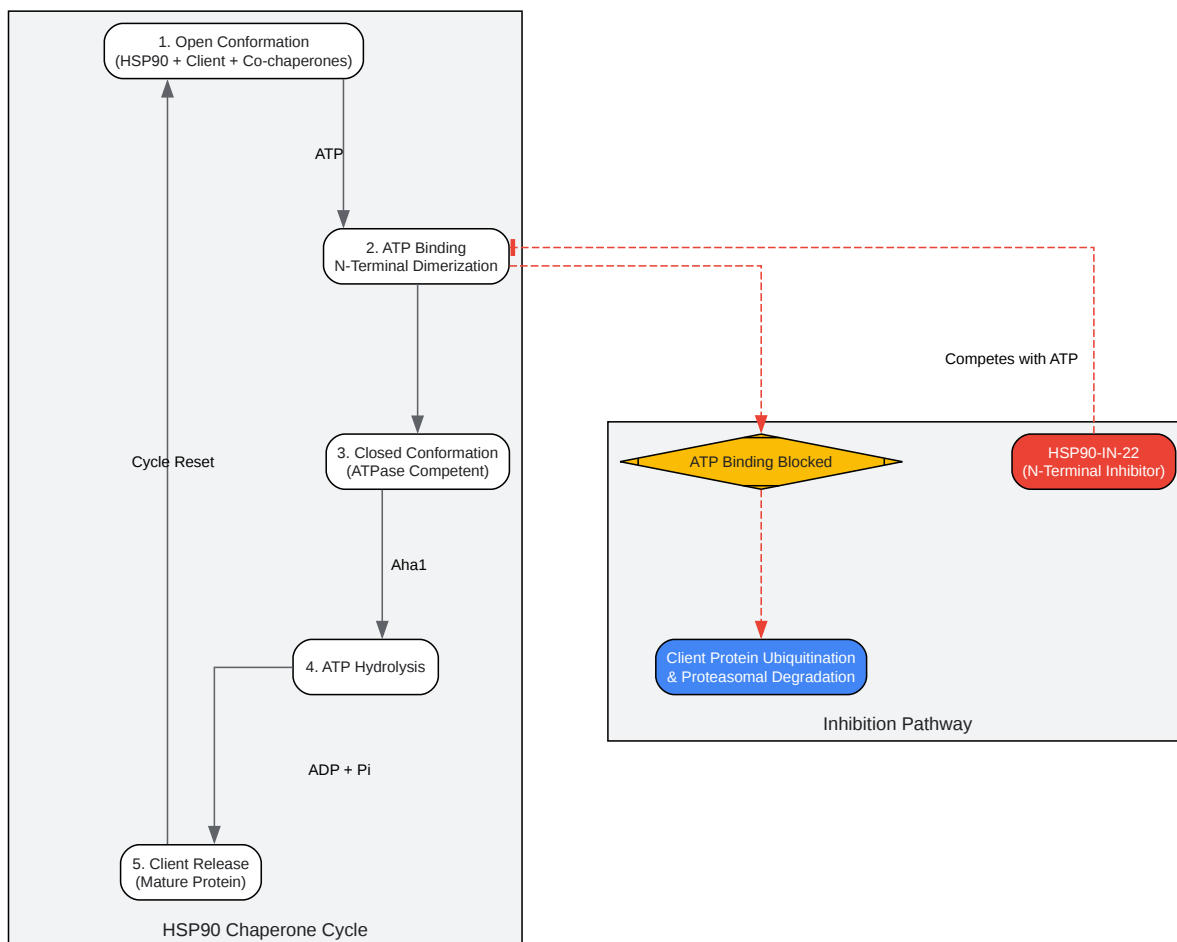 1. Open Conformation
(HSP90 + Client + Co-chaperones)
ATP
2. ATP Binding
N-Terminal Dimerization
Competes with ATP
Cycle Reset
3. Closed Conformation
(ATPase Competent)
ATP Binding Blocked
HSP90-IN-22
(N-Terminal Inhibitor)
Aha1
4. ATP Hydrolysis
Client Protein Ubiquitination
& Proteasomal Degradation
Inhibition Pathway
ADP + Pi
5. Client Release
(Mature Protein)
HSP90 Chaperone Cycle